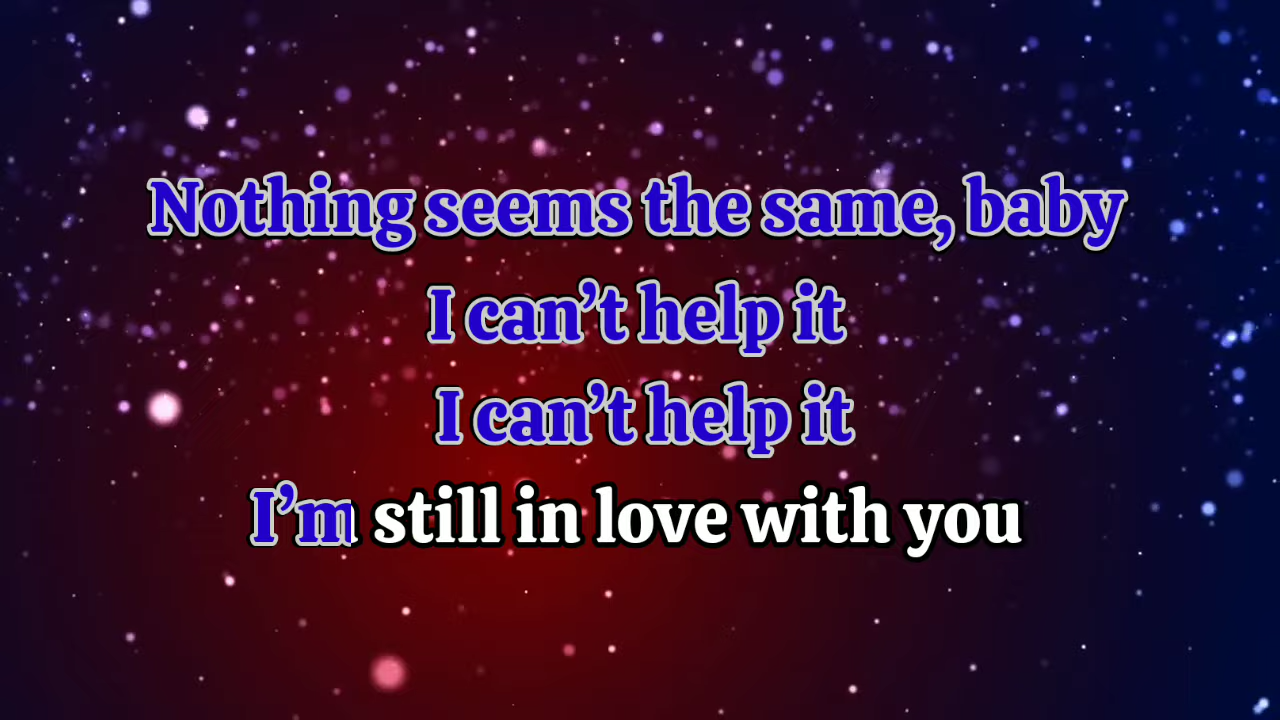 Nothing seems the same, baby
I can’t help it
I can’t help it
I’m still in love with you